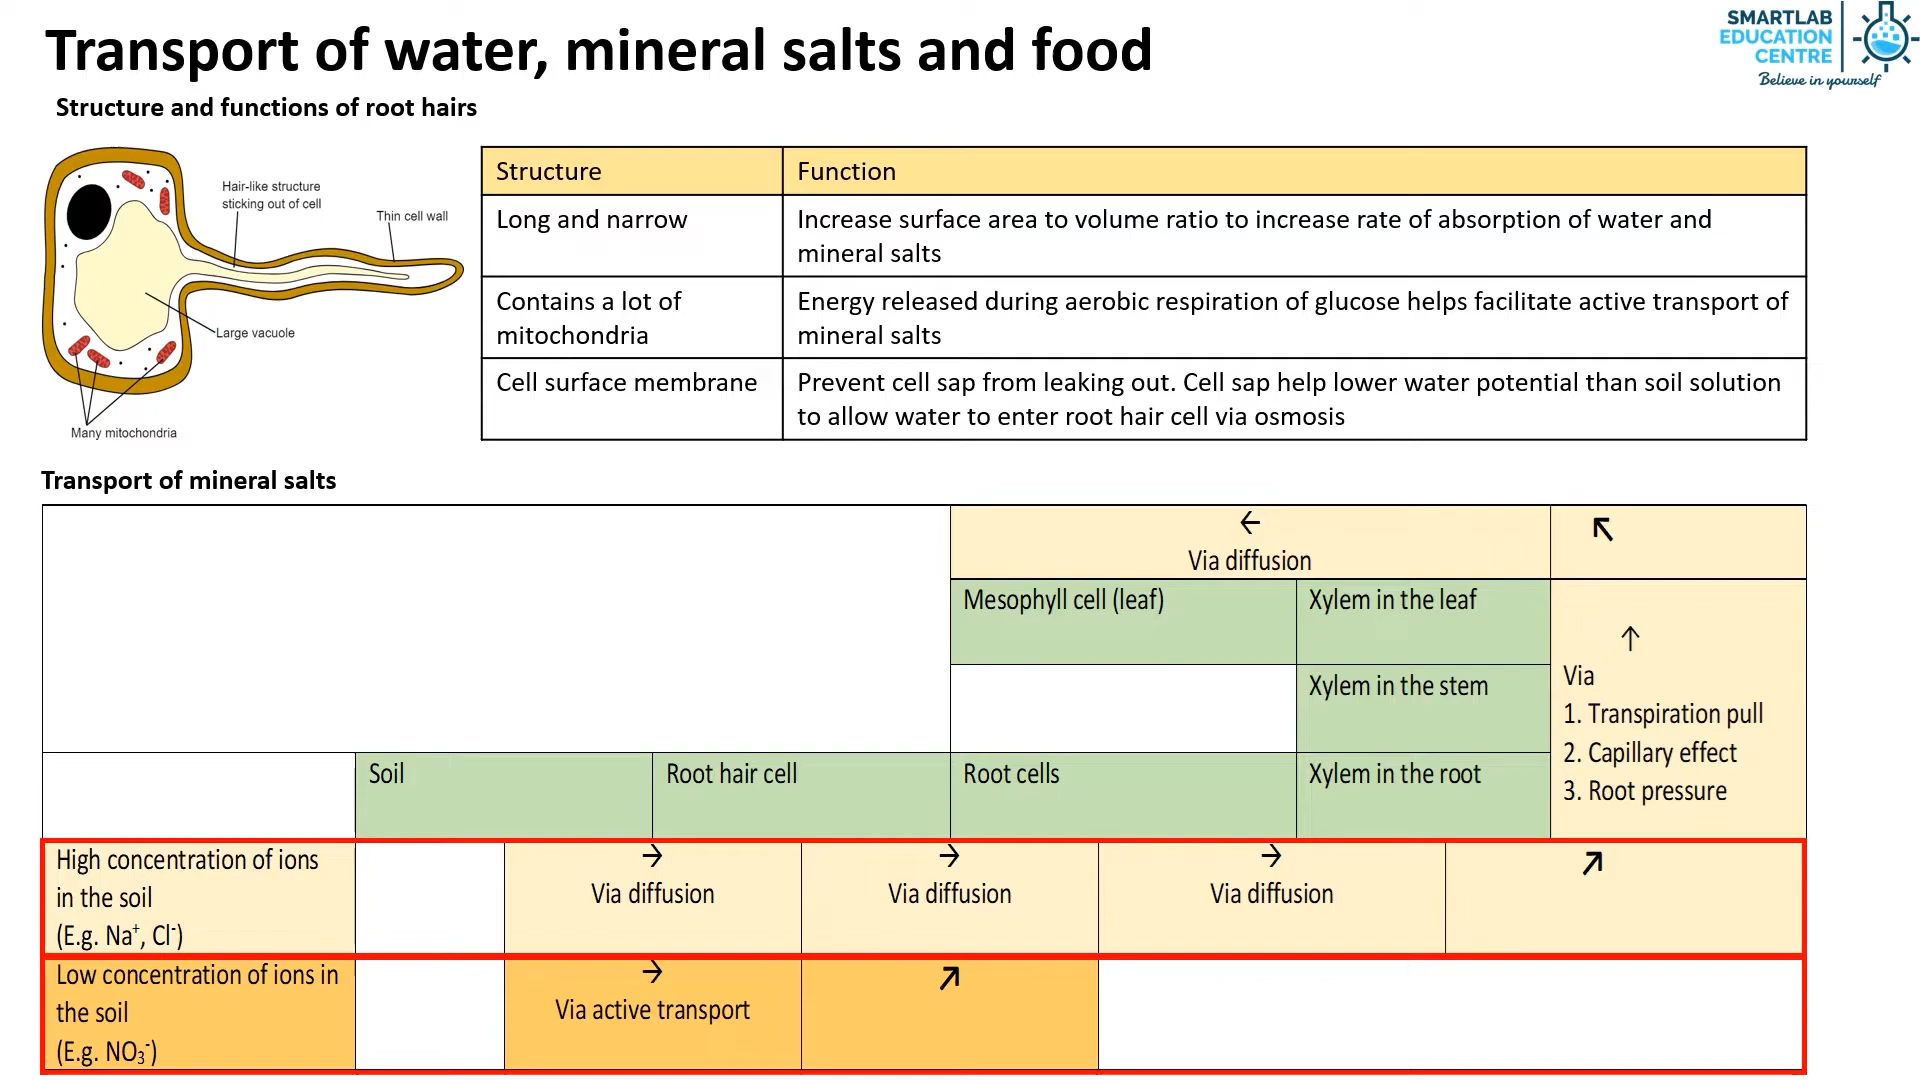 Transport of water, mineral salts and food
SMARTLAB
EDUCATION
CENTRE
Believe in yourself
Structure and functions of root hairs
Hair-like structure
sticking out of cell
Thin cell wall
Large vacuole
Many mitochondria
Structure
Function
Long and narrow
Increase surface area to volume ratio to increase rate of absorption of water and
mineral salts
Contains a lot of
mitochondria
Energy released during aerobic respiration of glucose helps facilitate active transport of
mineral salts
Cell surface membrane
Prevent cell sap from leaking out. Cell sap help lower water potential than soil solution
to allow water to enter root hair cell via osmosis
Transport of mineral salts
←
Via diffusion
↖
Mesophyll cell (leaf)
Xylem in the leaf
↑
Via
1. Transpiration pull
2. Capillary effect
3. Root pressure
Xylem in the stem
Soil
Root hair cell
Root cells
Xylem in the root
High concentration of ions
in the soil
(E.g. Na⁺, Cl⁻)
→
Via diffusion
→
Via diffusion
→
Via diffusion
↗
Low concentration of ions in
the soil
(E.g. NO₃⁻)
→
Via active transport
↗